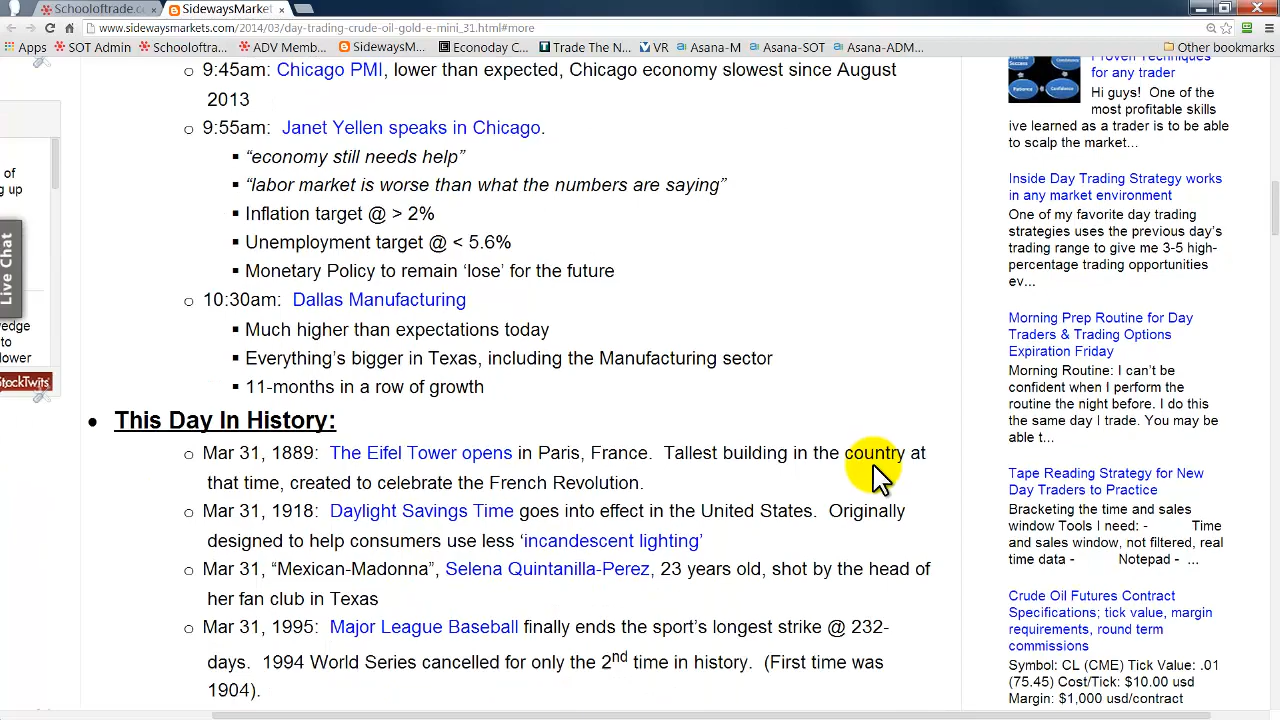 Schooloftrade.c
SidewaysMarkets
www.sidewaysmarkets.com/2014/03/day-trading-crude-oil-gold-e-mini_31.html#more
Apps SOT Admin Schooloftra... ADV Memb... SidewaysM... Econoday C... Trade The N... VR Asana-M Asana-SOT Asana-ADM... Other bookmarks
of
g up
Live Chat
wledge
to
lower
StockTwits
9:45am: Chicago PMI, lower than expected, Chicago economy slowest since August
2013
9:55am: Janet Yellen speaks in Chicago.
“economy still needs help”
“labor market is worse than what the numbers are saying”
Inflation target @ > 2%
Unemployment target @ < 5.6%
Monetary Policy to remain ‘lose’ for the future
10:30am: Dallas Manufacturing
Much higher than expectations today
Everything’s bigger in Texas, including the Manufacturing sector
11-months in a row of growth
This Day In History:
Mar 31, 1889: The Eifel Tower opens in Paris, France. Tallest building in the country at
that time, created to celebrate the French Revolution.
Mar 31, 1918: Daylight Savings Time goes into effect in the United States. Originally
designed to help consumers use less ‘incandescent lighting’
Mar 31, “Mexican-Madonna”, Selena Quintanilla-Perez, 23 years old, shot by the head of
her fan club in Texas
Mar 31, 1995: Major League Baseball finally ends the sport’s longest strike @ 232-
days. 1994 World Series cancelled for only the 2nd time in history. (First time was
1904).
Proven Techniques
for any trader
Hi guys! One of the
most profitable skills
ive learned as a trader is to be able
to scalp the market...
Inside Day Trading Strategy works
in any market environment
One of my favorite day trading
strategies uses the previous day’s
trading range to give me 3-5 high-
percentage trading opportunities
ev...
Morning Prep Routine for Day
Traders & Trading Options
Expiration Friday
Morning Routine: I can’t be
confident when I perform the
routine the night before. I do this
the same day I trade. You may be
able t...
Tape Reading Strategy for New
Day Traders to Practice
Bracketing the time and sales
window Tools I need: - Time
and sales window, not filtered, real
time data - Notepad - ...
Crude Oil Futures Contract
Specifications; tick value, margin
requirements, round term
commissions
Symbol: CL (CME) Tick Value: .01
(75.45) Cost/Tick: $10.00 usd
Margin: $1,000 usd/contract